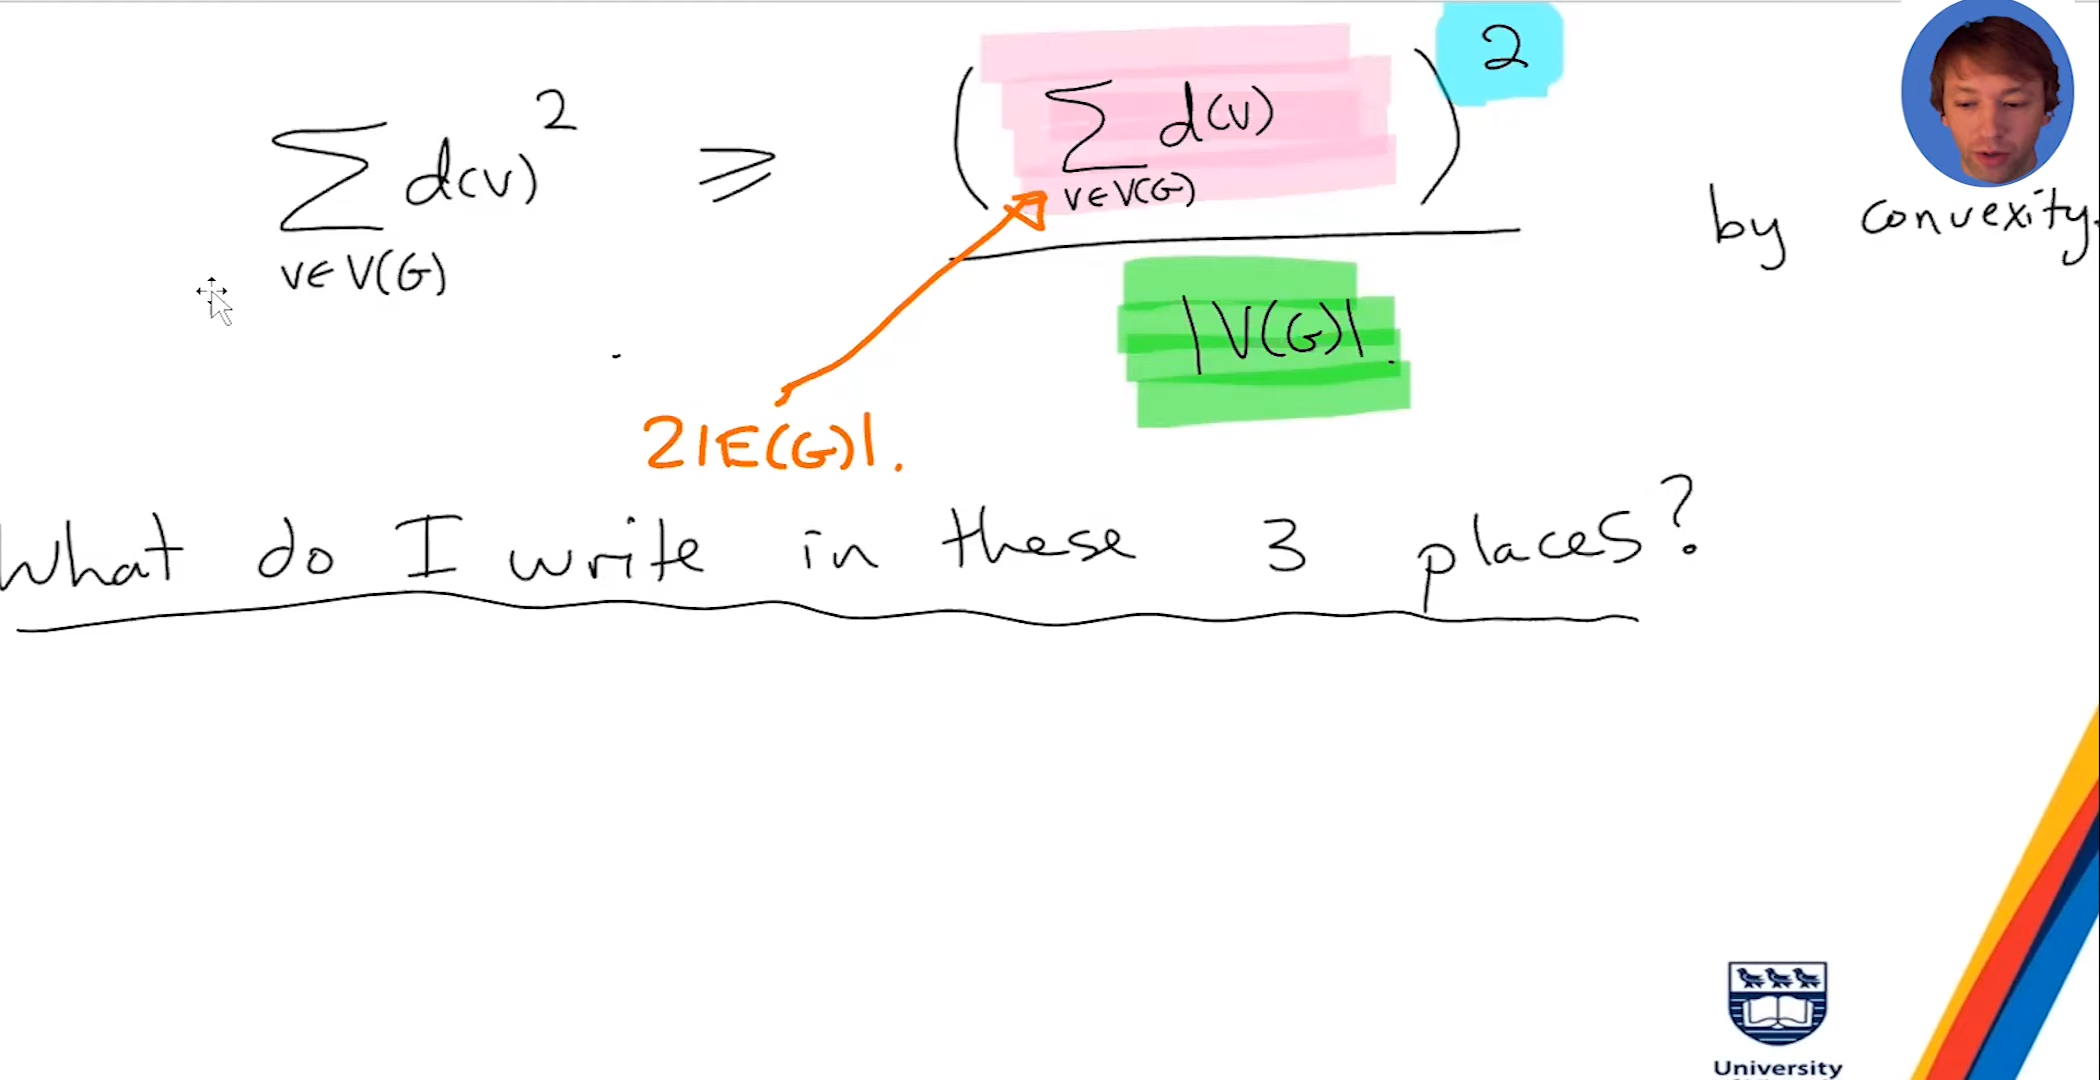 ∑ d(v)² ≥ ( ∑ d(v) )²
v∈V(G) v∈V(G)
by convexity.
|V(G)|.
2|E(G)|.
What do I write in these 3 places?
University